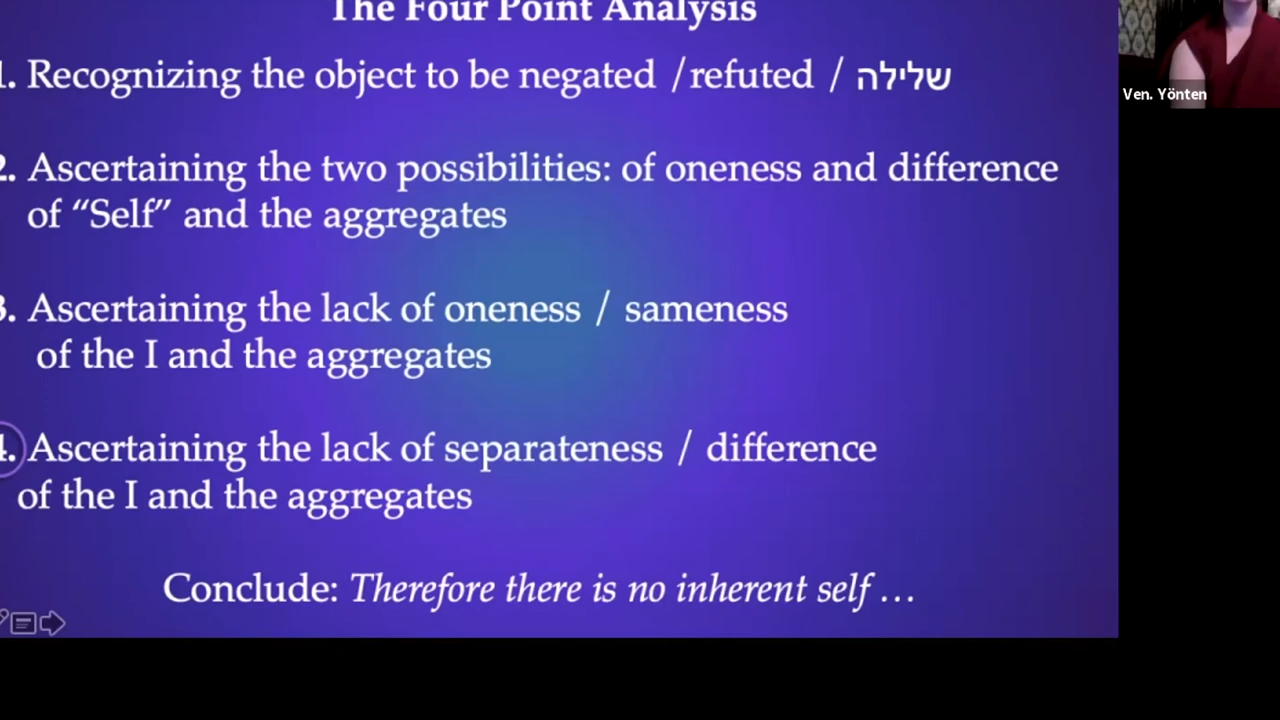 The Four Point Analysis
1. Recognizing the object to be negated /refuted / שלילה
Ven. Yönten
2. Ascertaining the two possibilities: of oneness and difference
of “Self” and the aggregates
3. Ascertaining the lack of oneness / sameness
of the I and the aggregates
4. Ascertaining the lack of separateness / difference
of the I and the aggregates
Conclude: Therefore there is no inherent self ...